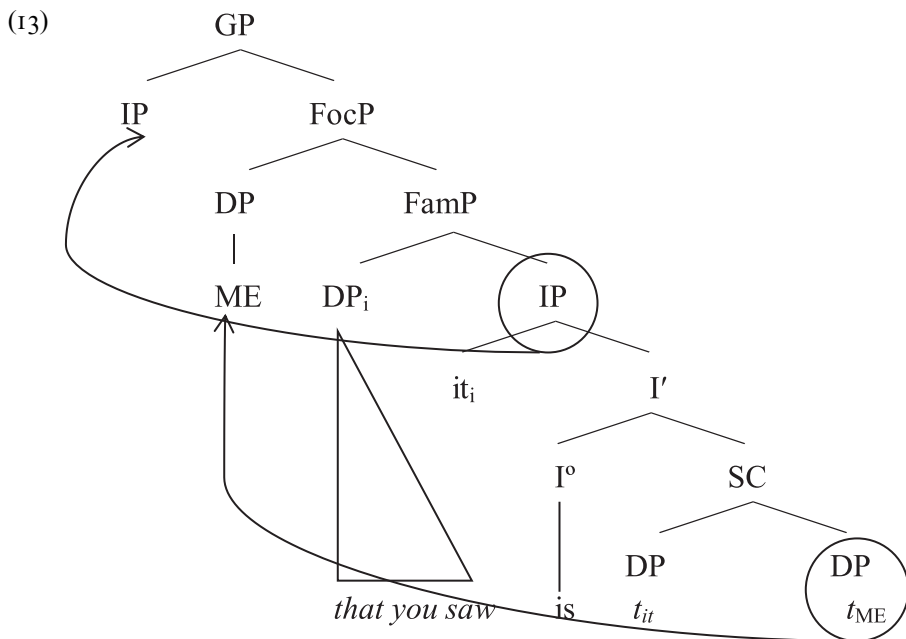 (13)
GP
IP FocP
DP FamP
ME DPi IP
iti I′
Iº SC
DP DP
that you saw is tit tME